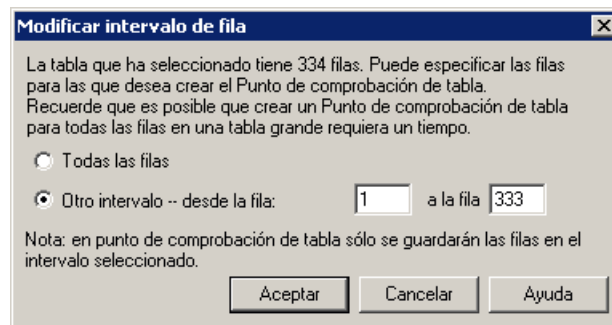 Modificar intervalo de fila
La tabla que ha seleccionado tiene 334 filas. Puede especificar las filas
para las que desea crear el Punto de comprobación de tabla.
Recuerde que es posible que crear un Punto de comprobación de tabla
para todas las filas en una tabla grande requiera un tiempo.
Todas las filas
Otro intervalo -- desde la fila: 1 a la fila 333
Nota: en punto de comprobación de tabla sólo se guardarán las filas en el
intervalo seleccionado.
Aceptar Cancelar Ayuda